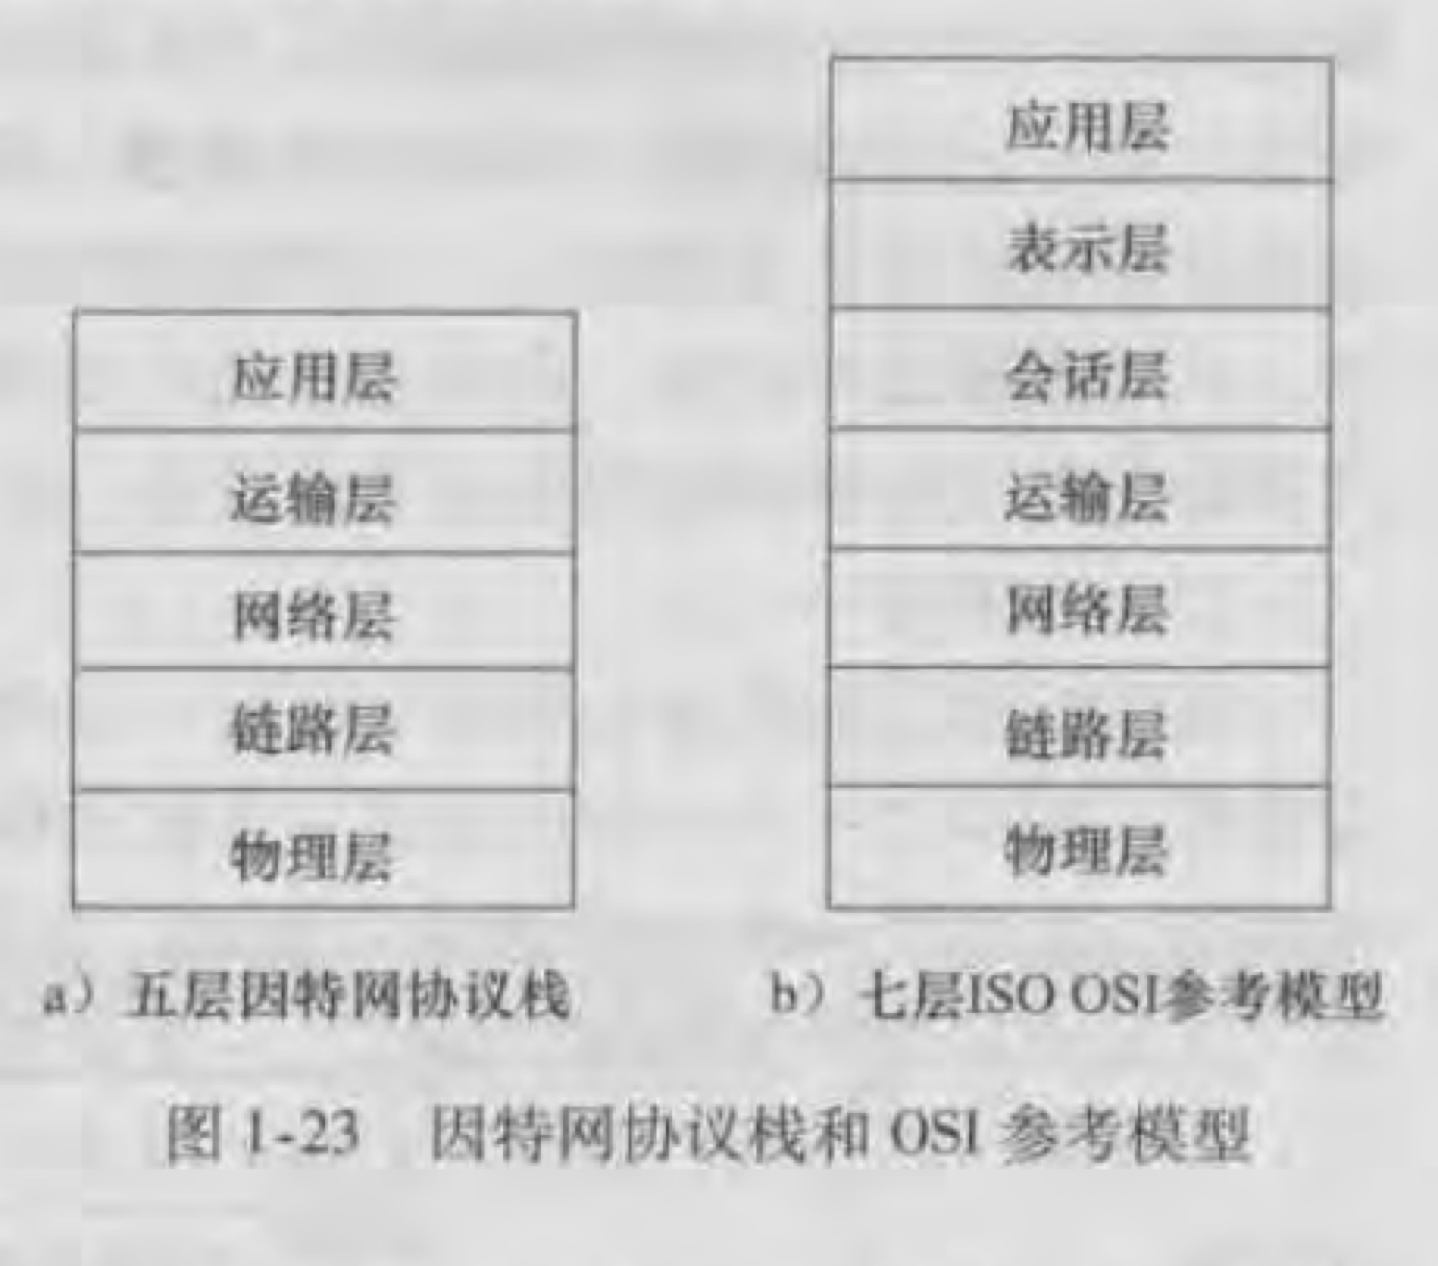 应用层
运输层
网络层
链路层
物理层
a）五层因特网协议栈
应用层
表示层
会话层
运输层
网络层
链路层
物理层
b）七层ISO OSI参考模型
图 1-23 因特网协议栈和 OSI 参考模型